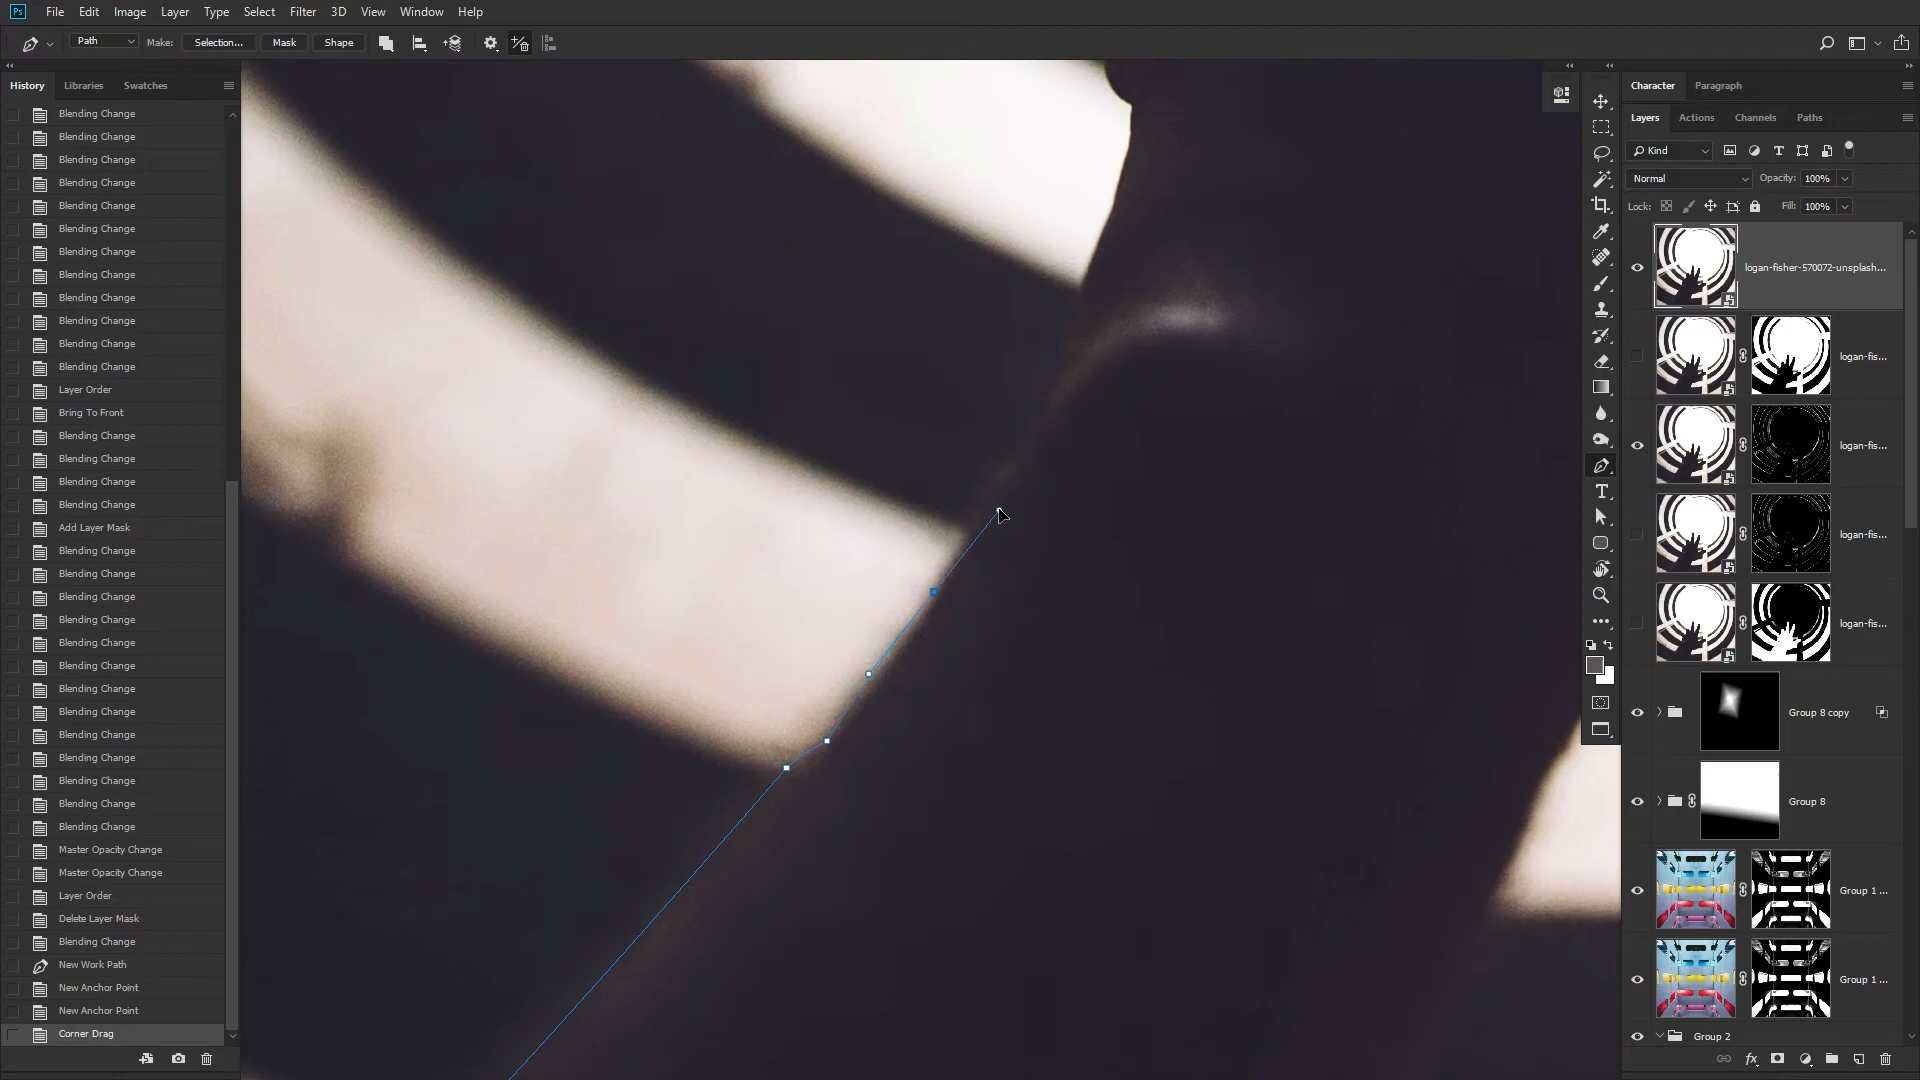 Ps File Edit Image Layer Type Select Filter 3D View Window Help
Path Make: Selection... Mask Shape
History Libraries Swatches
Blending Change
Blending Change
Blending Change
Blending Change
Blending Change
Blending Change
Blending Change
Blending Change
Blending Change
Blending Change
Blending Change
Blending Change
Layer Order
Bring To Front
Blending Change
Blending Change
Blending Change
Blending Change
Add Layer Mask
Blending Change
Blending Change
Blending Change
Blending Change
Blending Change
Blending Change
Blending Change
Blending Change
Blending Change
Blending Change
Blending Change
Blending Change
Blending Change
Master Opacity Change
Master Opacity Change
Layer Order
Delete Layer Mask
Blending Change
New Work Path
New Anchor Point
New Anchor Point
Corner Drag
Character Paragraph
Layers Actions Channels Paths
Kind
Normal Opacity: 100%
Lock: Fill: 100%
logan-fisher-570072-unsplash...
logan-fis...
logan-fis...
logan-fis...
logan-fis...
Group 8 copy
Group 8
Group 1 ...
Group 1 ...
Group 2